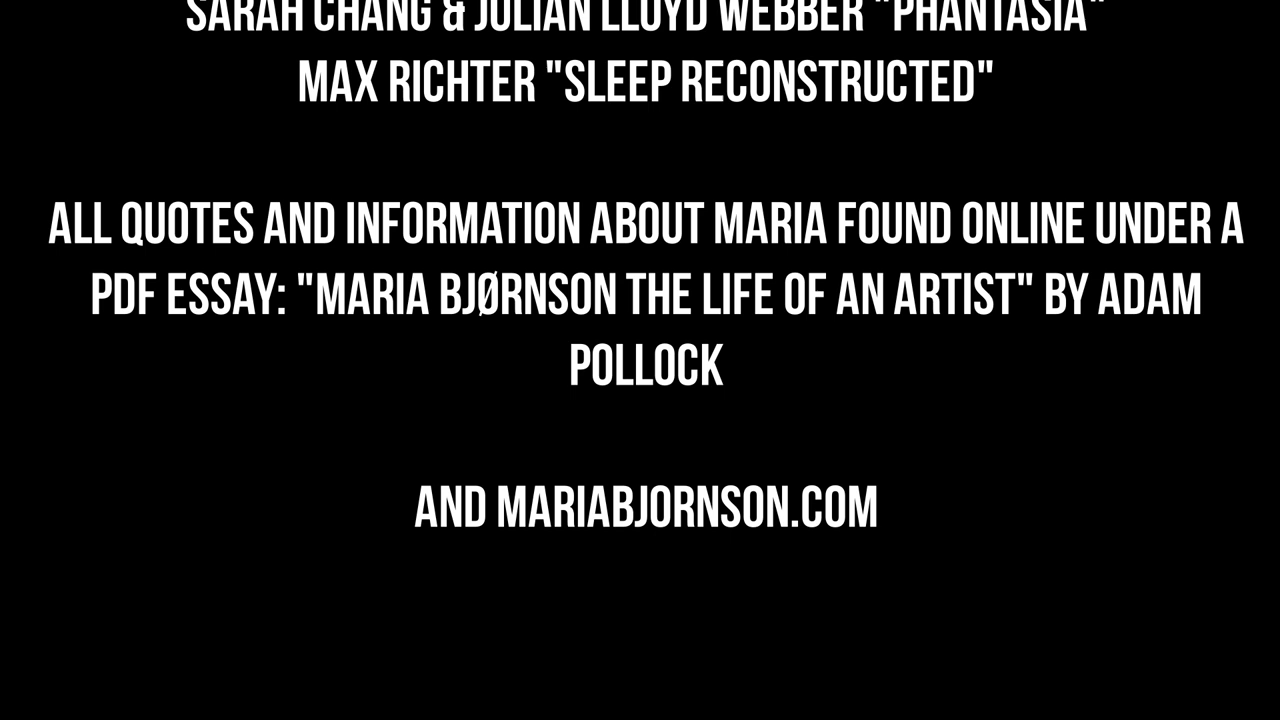 SARAH CHANG & JULIAN LLOYD WEBBER "PHANTASIA"
MAX RICHTER "SLEEP RECONSTRUCTED"
ALL QUOTES AND INFORMATION ABOUT MARIA FOUND ONLINE UNDER A
PDF ESSAY: "MARIA BJØRNSON THE LIFE OF AN ARTIST" BY ADAM
POLLOCK
AND MARIABJORNSON.COM